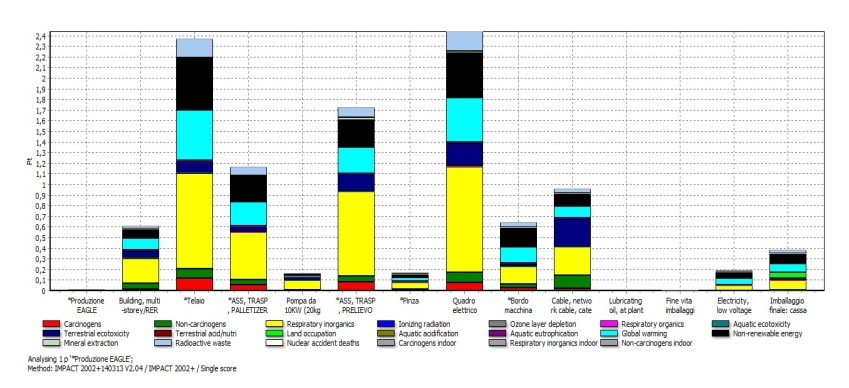 2,4
2,3
2,2
2,1
2
1,9
1,8
1,7
1,6
1,5
1,4
1,3
1,2
1,1
1
0,9
0,8
0,7
0,6
0,5
0,4
0,3
0,2
0,1
0
Pt
"Produzione EAGLE
Building, multi -storey/RER
"Telaio
"ASS, TRASP , PALLETIZER
Pompa da 10KW (20kg
"ASS, TRASP , PRELIEVO
"Pinza
Quadro elettrico
"Bordo macchina
Cable, netwo rk cable, cate
Lubricating oil, at plant
Fine vita imballaggi
Electricity, low voltage
Imballaggio finale: cassa
Carcinogens Non-carcinogens Respiratory inorganics Ionizing radiation Ozone layer depletion Respiratory organics Aquatic ecotoxicity
Terrestrial ecotoxicity Terrestrial acid/nutri Land occupation Aquatic acidification Aquatic eutrophication Global warming Non-renewable energy
Mineral extraction Radioactive waste Nuclear accident deaths Carcinogens indoor Respiratory inorganics indoor Non-carcinogens indoor
Analysing 1 p '"Produzione EAGLE';
Method: IMPACT 2002+140313 V2.04 / IMPACT 2002+ / Single score